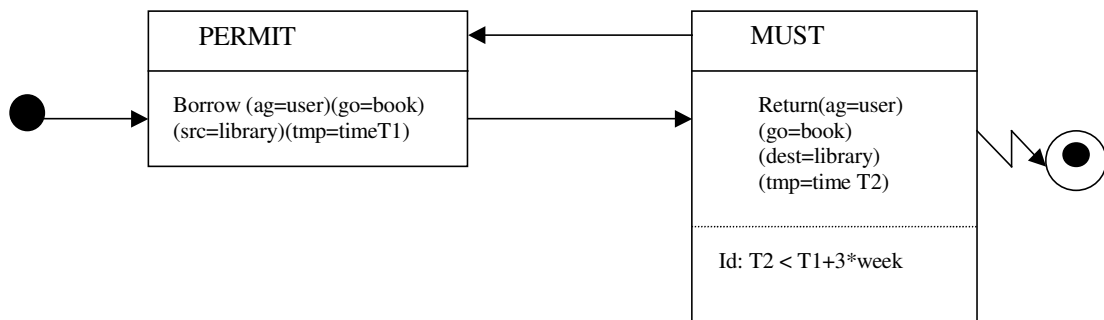 PERMIT
Borrow (ag=user)(go=book)
(src=library)(tmp=timeT1)
MUST
Return(ag=user)
(go=book)
(dest=library)
(tmp=time T2)
Id: T2 < T1+3*week